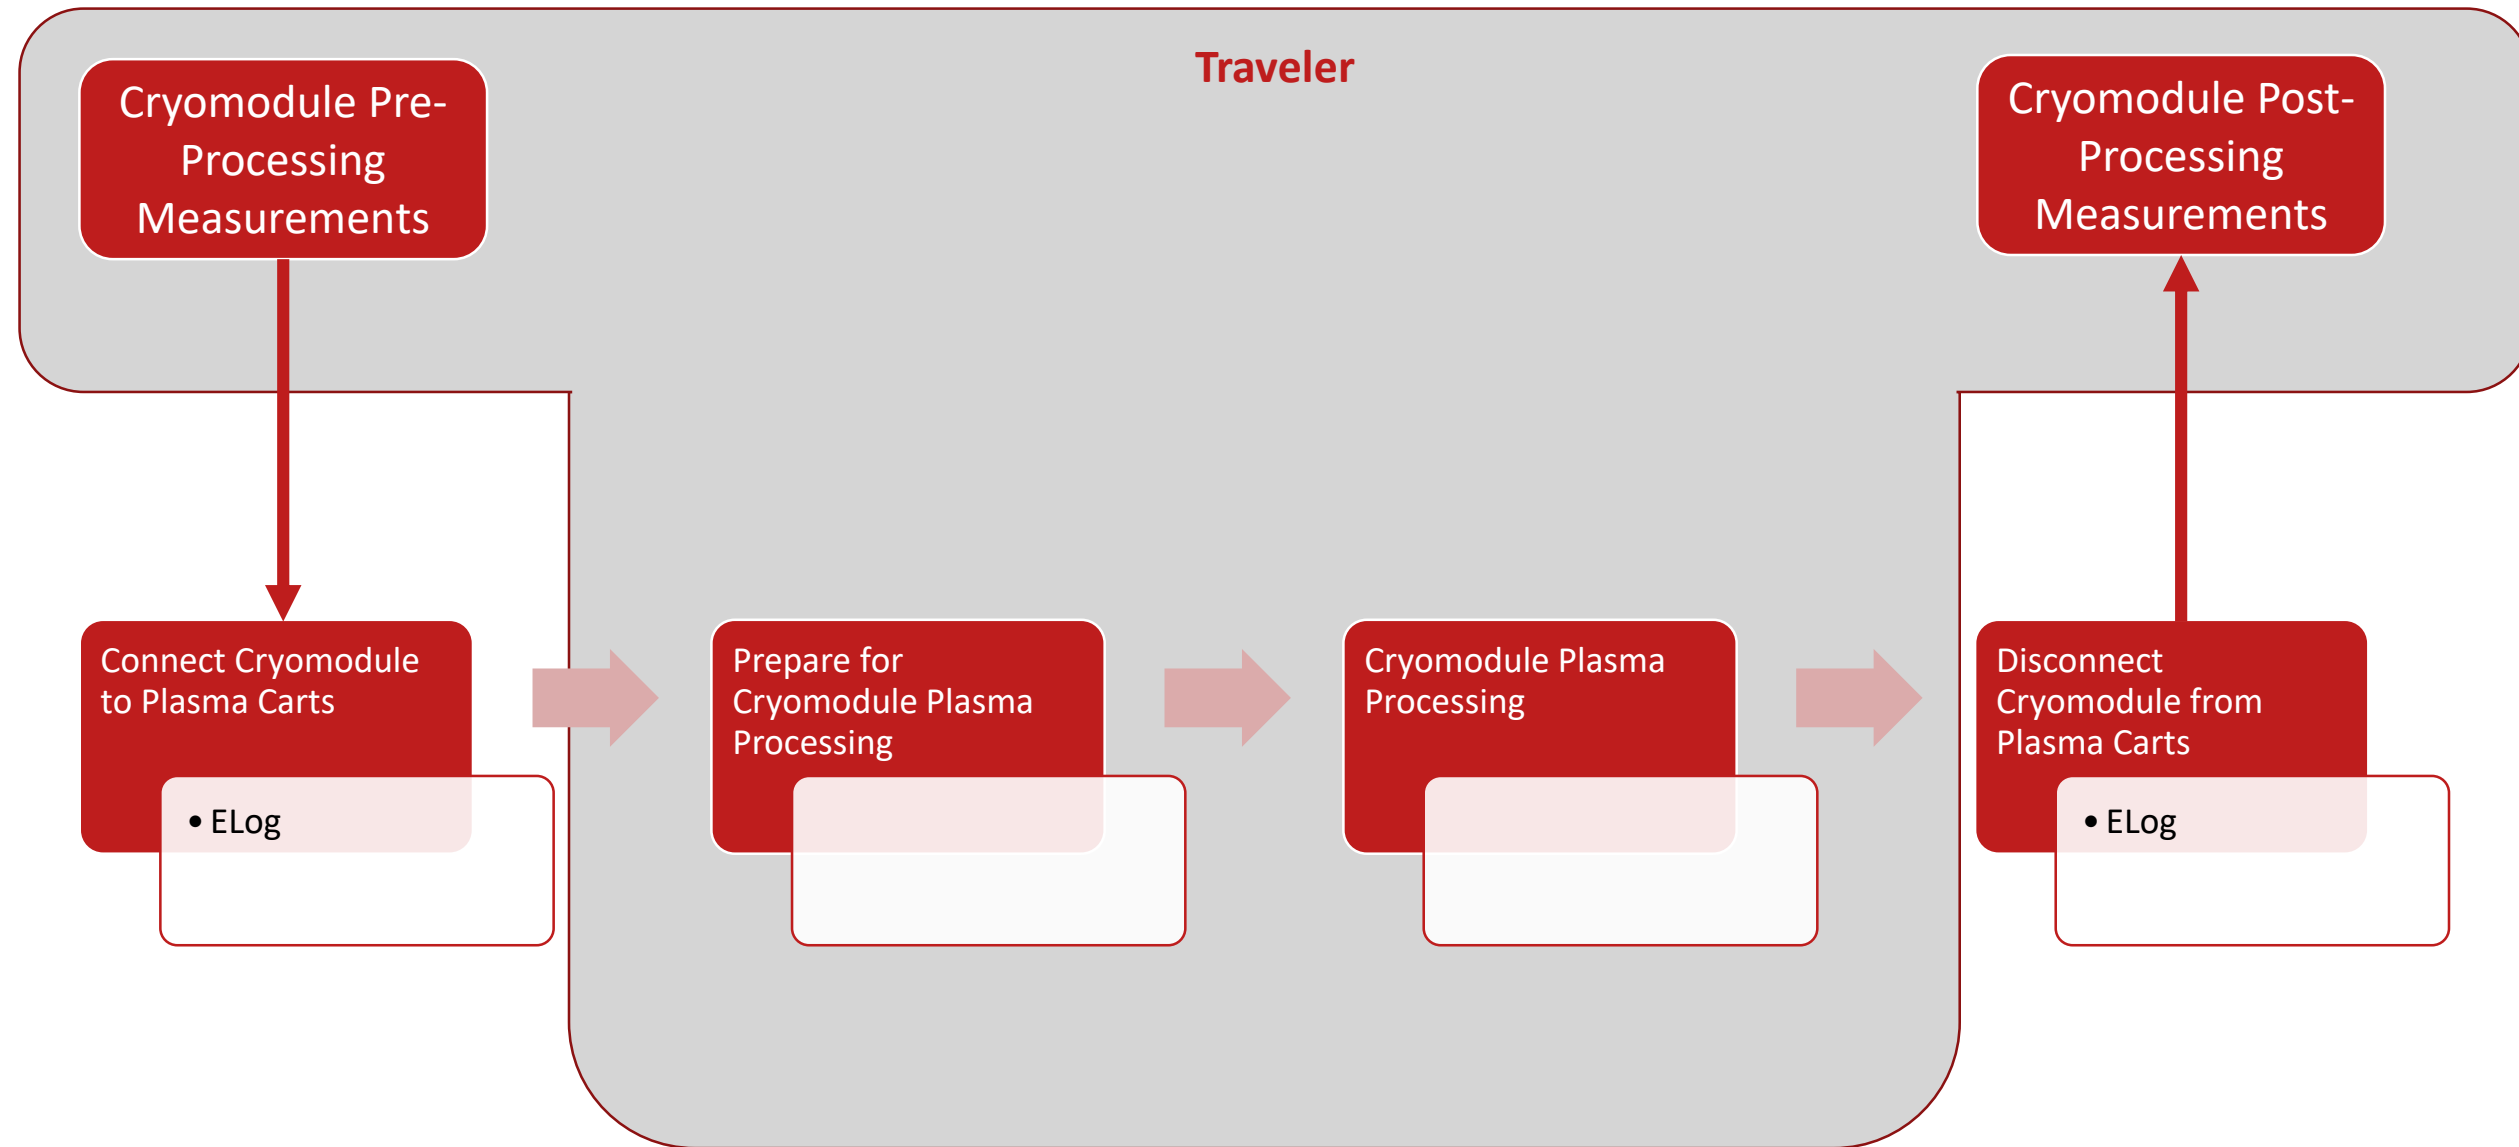 Traveler
Cryomodule Pre-
Processing
Measurements
Cryomodule Post-
Processing
Measurements
Connect Cryomodule
to Plasma Carts
• ELog
Prepare for
Cryomodule Plasma
Processing
Cryomodule Plasma
Processing
Disconnect
Cryomodule from
Plasma Carts
• ELog